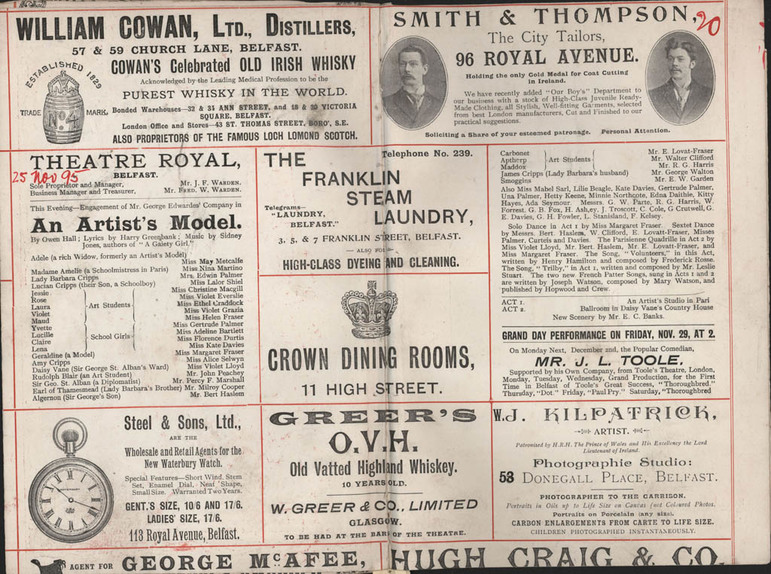 WILLIAM COWAN, LTD., DISTILLERS,
57 & 59 CHURCH LANE, BELFAST.
COWAN'S Celebrated OLD IRISH WHISKY
Acknowledged by the Leading Medical Profession to be the
PUREST WHISKY IN THE WORLD.
ESTABLISHED 1829
TRADE MARK.
No 4
Bonded Warehouses—32 & 35 ANN STREET, and 18 & 20 VICTORIA
SQUARE, BELFAST.
London Office and Stores—43 ST. THOMAS STREET, BORO', S.E.
ALSO PROPRIETORS OF THE FAMOUS LOCH LOMOND SCOTCH.
SMITH & THOMPSON,
20
The City Tailors,
96 ROYAL AVENUE.
Holding the only Gold Medal for Coat Cutting
in Ireland.
We have recently added "Our Boy's" Department to
our business with a stock of High-Class Juvenile Ready-
Made Clothing, all Stylish, Well-fitting Garments, selected
from best London manufacturers, Cut and Finished to our
practical suggestions.
Soliciting a Share of your esteemed patronage. Personal Attention.
THEATRE ROYAL,
BELFAST.
25 Nov 95
Sole Proprietor and Manager, Mr. J. F. WARDEN.
Business Manager and Treasurer, Mr. FRED. W. WARDEN.
This Evening—Engagement of Mr. George Edwardes' Company in
An Artist's Model.
By Owen Hall; Lyrics by Harry Greenbank; Music by Sidney
Jones, authors of "A Gaiety Girl."
Adele (a rich Widow, formerly an Artist's Model)
Miss May Metcalfe
Madame Amelie (a Schoolmistress in Paris) Miss Nina Martino
Lady Barbara Cripps Mrs. Edwin Palmer
Lucian Cripps (their Son, a Schoolboy) Miss Lalor Shiel
Jessie Miss Christine Macgill
Rose Miss Violet Everslie
Laura Art Students Miss Ethel Craddock
Violet Miss Violet Grazia
Maud Miss Helen Fraser
Yvette Miss Gertrude Palmer
Lucille Miss Adeline Bartlett
Claire School Girls Miss Florence Durtis
Lena Miss Kate Davies
Geraldine (a Model) Miss Margaret Fraser
Amy Cripps Miss Alice Selwyn
Daisy Vane (Sir George St. Alban's Ward) Miss Violet Lloyd
Rudolph Blair (an Art Student) Mr. John Peachey
Sir Geo. St. Alban (a Diplomatist) Mr. Percy F. Marshall
Earl of Thamesmead (Lady Barbara's Brother) Mr. Milroy Cooper
Algernon (Sir George's Son) Mr. Bert Haslem
THE
Telephone No. 239.
FRANKLIN
STEAM
LAUNDRY,
Telegrams—
"LAUNDRY,
BELFAST."
3, 5, & 7 FRANKLIN STREET, BELFAST.
ALSO FOR
HIGH-CLASS DYEING AND CLEANING.
CROWN DINING ROOMS,
11 HIGH STREET.
Carbonet Mr. E. Lovat-Fraser
Apthorp Art Students Mr. Walter Clifford
Maddox Mr. R. G. Harris
James Cripps (Lady Barbara's husband) Mr. George Walton
Smoggins Mr. E. W. Garden
Also Miss Mabel Sarl, Lilie Beagle, Kate Davies, Gertrude Palmer,
Una Palmer, Hetty Keene, Minnie Northcote, Edna Daithie, Kitty
Hayes, Ada Seymour. Messrs. G. W. Parte, R. G. Harris, W.
Forrest, G. B. Fox, H. Ashley, J. Troscott, C. Cole, G. Crutwell, G.
E. Davies, G. H. Fowler, L. Stanisland, F. Kelsey.
Solo Dance in Act 1 by Miss Margaret Fraser. Sextet Dance
by Messrs. Bert Haslem, W. Clifford, E. Lovat-Fraser, Misses
Palmer, Curteis and Davies. The Parisienne Quadrille in Act 2 by
Miss Violet Lloyd, Mr. Bert Haslem, Mr. E. Lovat-Fraser, and
Miss Margaret Fraser. The Song, "Volunteers," in this Act,
written by Henry Hamilton and composed by Frederick Rosse.
The Song, "Trilby," in Act 1, written and composed by Mr. Leslie
Stuart. The two new French Patter Songs, sung in Acts 1 and 2
are written by Joseph Watson, composed by Mary Watson, and
published by Hopwood and Crew.
ACT 1. An Artist's Studio in Pari
ACT 2. Ballroom in Daisy Vane's Country House
New Scenery by Mr. E. C. Banks.
GRAND DAY PERFORMANCE ON FRIDAY, NOV. 29, AT 2.
On Monday Next, December 2nd, the Popular Comedian,
MR. J. L. TOOLE,
Supported by his Own Company, from Toole's Theatre, London,
Monday, Tuesday, Wednesday, Grand Production, for the First
Time in Belfast of Toole's Great Success, "Thoroughbred."
Thursday, "Dot" Friday, "Paul Pry." Saturday, "Thoroughbred
Steel & Sons, Ltd.,
ARE THE
Wholesale and Retail Agents for the
New Waterbury Watch.
Special Features—Short Wind, Stem
Set, Enamel Dial, Neat Shape,
Small Size. Warranted Two Years.
GENT.'S SIZE, 10/6 AND 17/6.
LADIES' SIZE, 17/6.
113 Royal Avenue, Belfast.
GREER'S
O.V.H.
Old Vatted Highland Whiskey.
10 YEARS OLD.
W. GREER & CO., LIMITED
GLASGOW.
TO BE HAD AT THE BARS OF THE THEATRE.
W.J. KILPATRICK,
ARTIST.
Patronised by H.R.H. The Prince of Wales and His Excellency the Lord
Lieutenant of Ireland.
Photographic Studio:
53 DONEGALL PLACE, BELFAST.
PHOTOGRAPHER TO THE GARRISON.
Portraits in Oils up to Life Size on Canvas (not Coloured Photos.
Portraits on Porcelain (any size).
CARBON ENLARGEMENTS FROM CARTE TO LIFE SIZE.
CHILDREN PHOTOGRAPHED INSTANTANEOUSLY.
AGENT FOR GEORGE McAFEE,
HUGH CRAIG & CO.